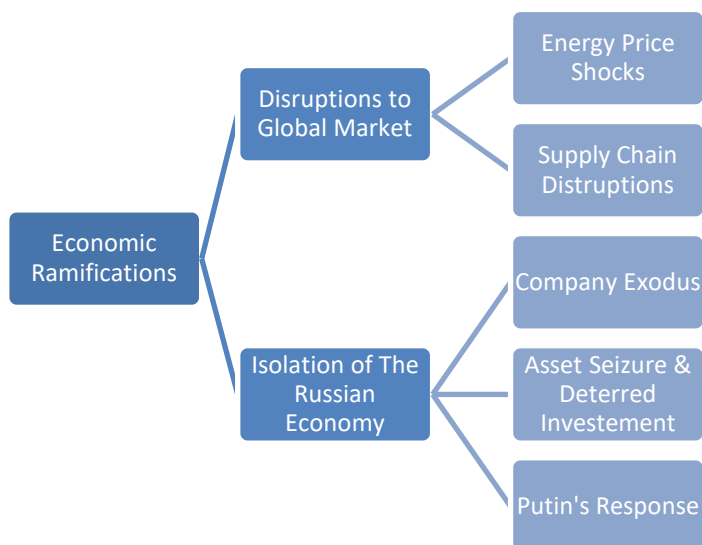 Economic
Ramifications
Disruptions to
Global Market
Energy Price
Shocks
Supply Chain
Distruptions
Isolation of The
Russian
Economy
Company Exodus
Asset Seizure &
Deterred
Investement
Putin's Response